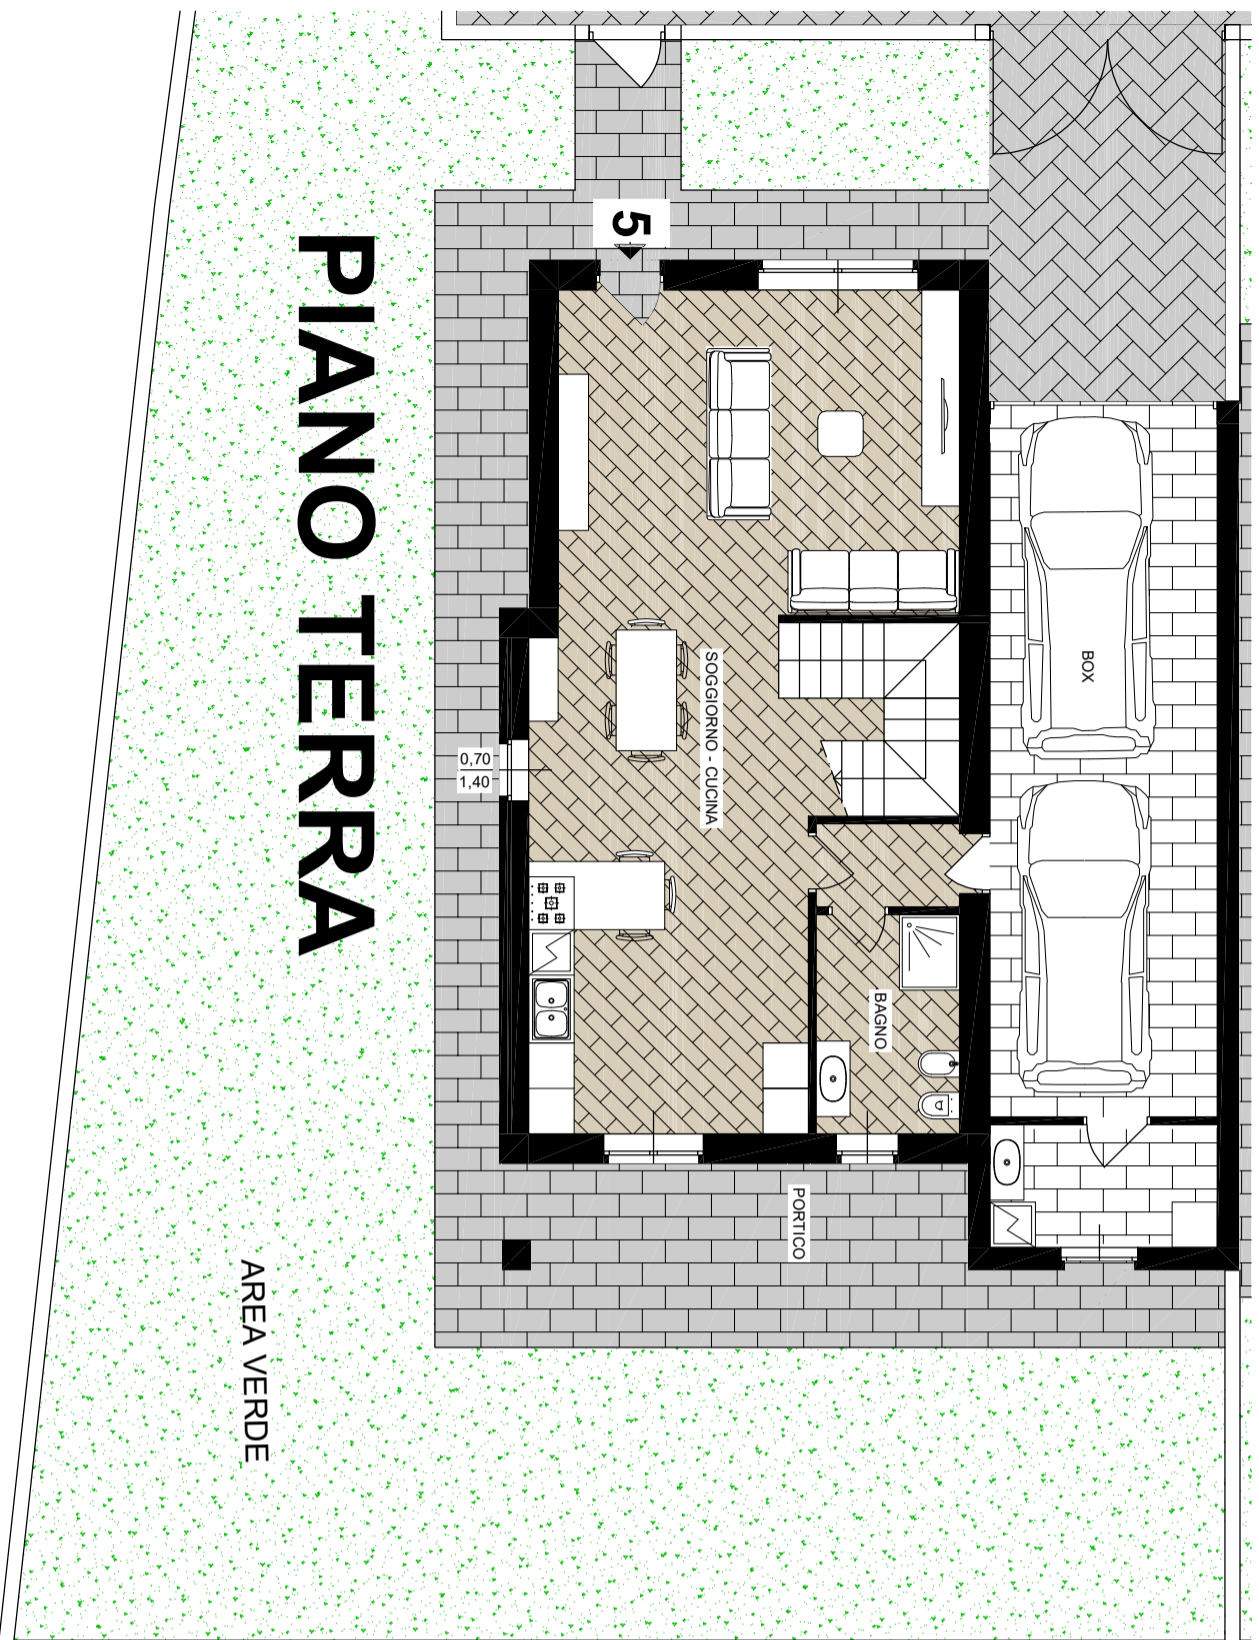 5
PIANO TERRA
BOX
SOGGIORNO - CUCINA
0,70
1,40
BAGNO
PORTICO
AREA VERDE